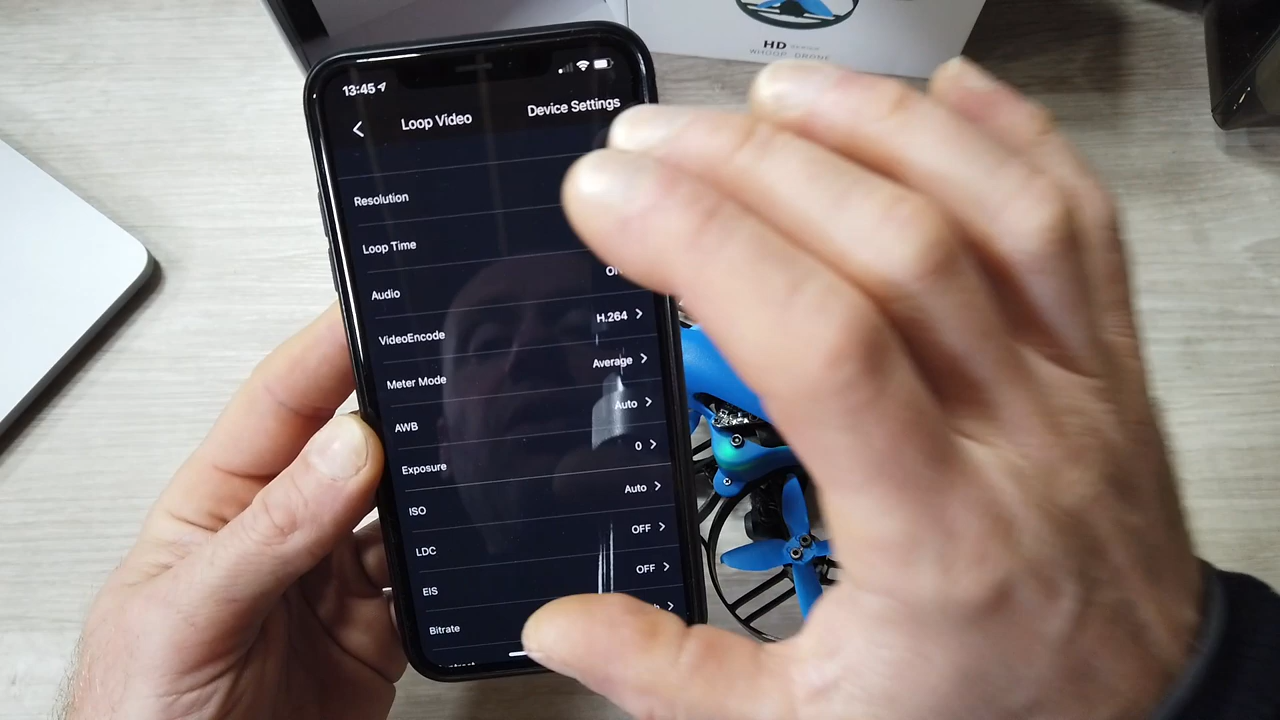 HD
WHOOP DRONE
13:45
Loop Video
Device Settings
Resolution
Loop Time
Audio
VideoEncode H.264
Meter Mode Average
AWB Auto
Exposure 0
ISO Auto
LDC OFF
EIS OFF
Bitrate